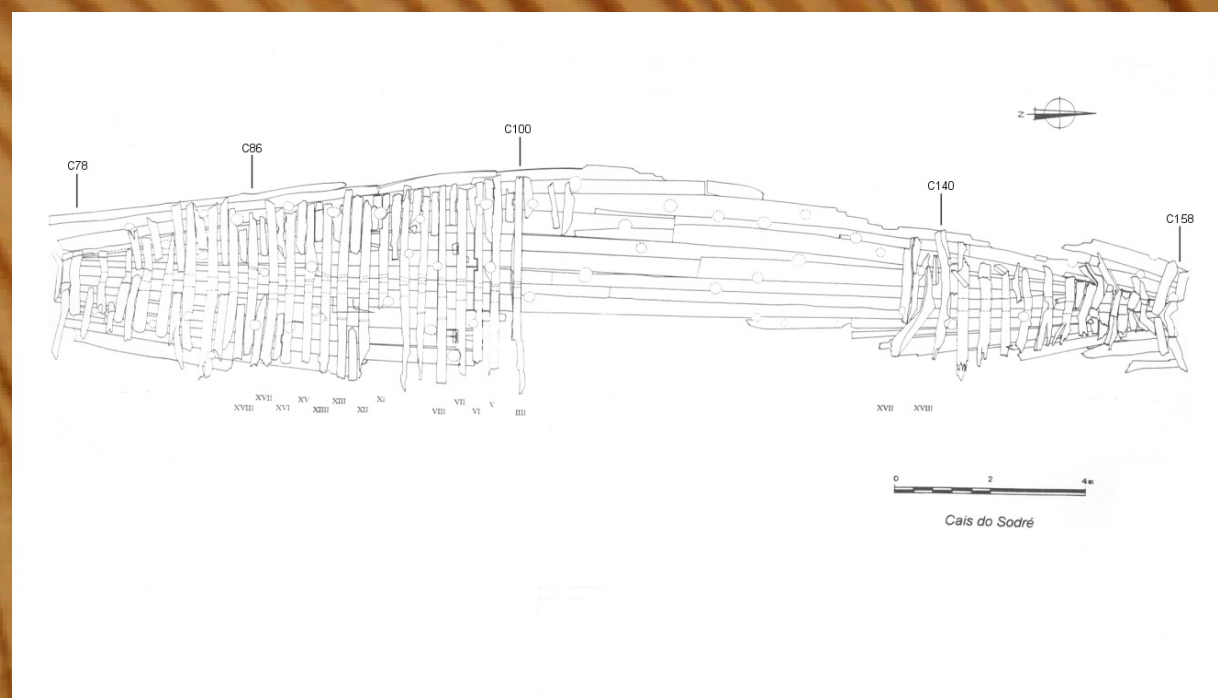 C100
C86
C78
C140
C158
N
XVIII XVII XVI XV XIIII XIII XII XI VIII VII VI V IIII
XVII XVIII
0 2 4m
Cais do Sodré